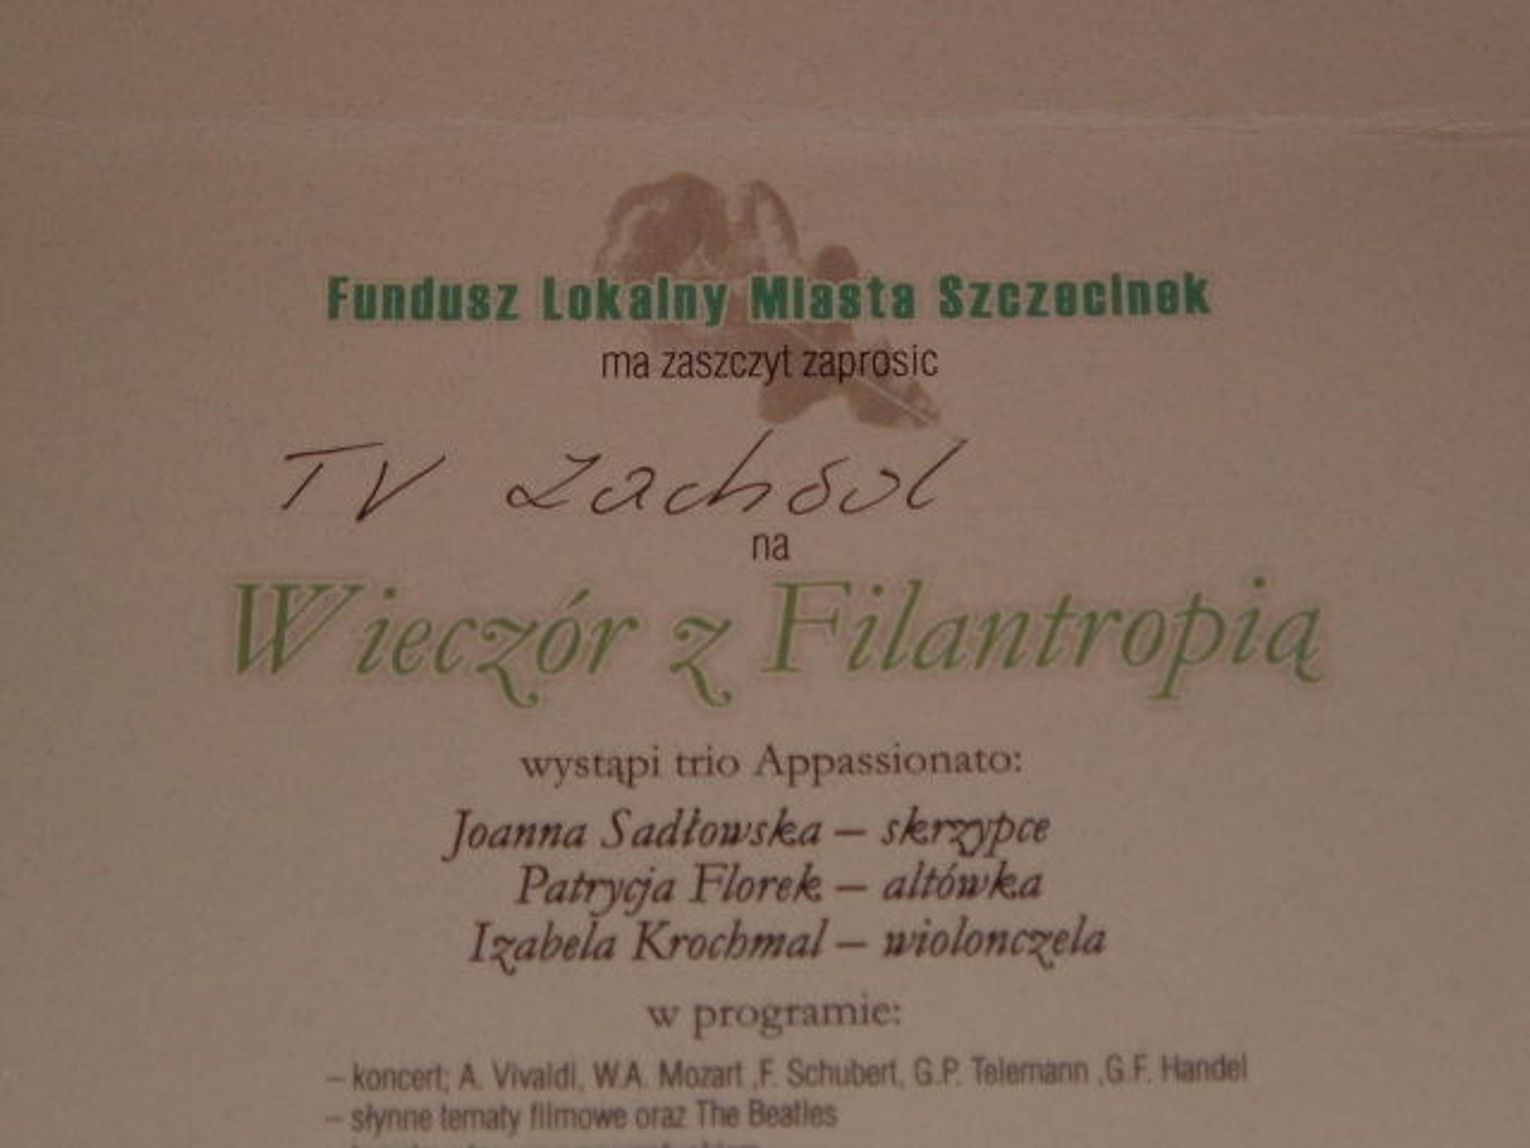 Fundusz Lokalny Miasta Szczecinek
ma zaszczyt zaprosic
TV Zachód
na
Wieczór z Filantropią
wystąpi trio Appassionato:
Joanna Sadłowska – skrzypce
Patrycja Florek – altówka
Izabela Krochmal – wiolonczela
w programie:
– koncert; A. Vivaldi, W.A. Mozart ,F. Schubert, G.P. Telemann ,G.F. Handel
– słynne tematy filmowe oraz The Beatles